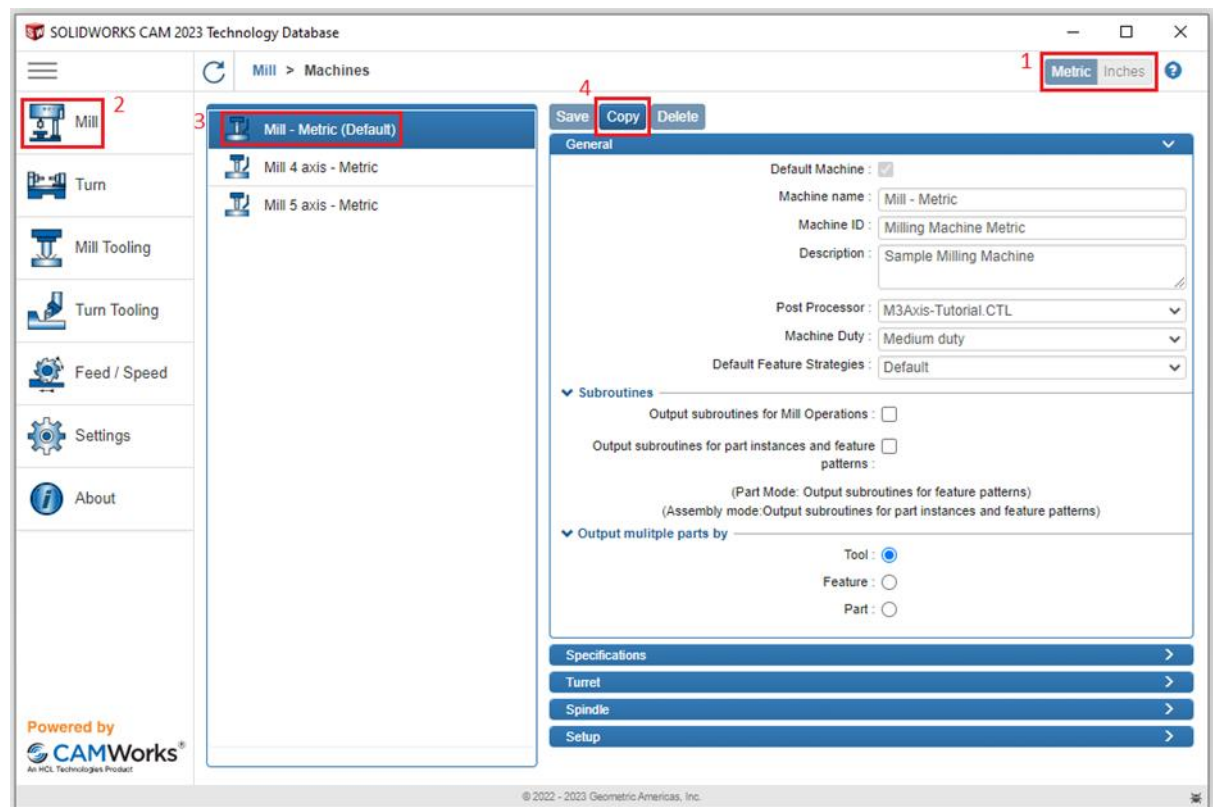 SOLIDWORKS CAM 2023 Technology Database
Mill > Machines
1
Metric Inches
2
Mill
Turn
Mill Tooling
Turn Tooling
Feed / Speed
Settings
About
Powered by
CAMWorks®
An HCL Technologies Product
3
Mill - Metric (Default)
Mill 4 axis - Metric
Mill 5 axis - Metric
4
Save Copy Delete
General
Default Machine :
Machine name : Mill - Metric
Machine ID : Milling Machine Metric
Description : Sample Milling Machine
Post Processor : M3Axis-Tutorial.CTL
Machine Duty : Medium duty
Default Feature Strategies : Default
Subroutines
Output subroutines for Mill Operations :
Output subroutines for part instances and feature
patterns :
(Part Mode: Output subroutines for feature patterns)
(Assembly mode:Output subroutines for part instances and feature patterns)
Output mulitple parts by
Tool :
Feature :
Part :
Specifications
Turret
Spindle
Setup
© 2022 - 2023 Geometric Americas, Inc.